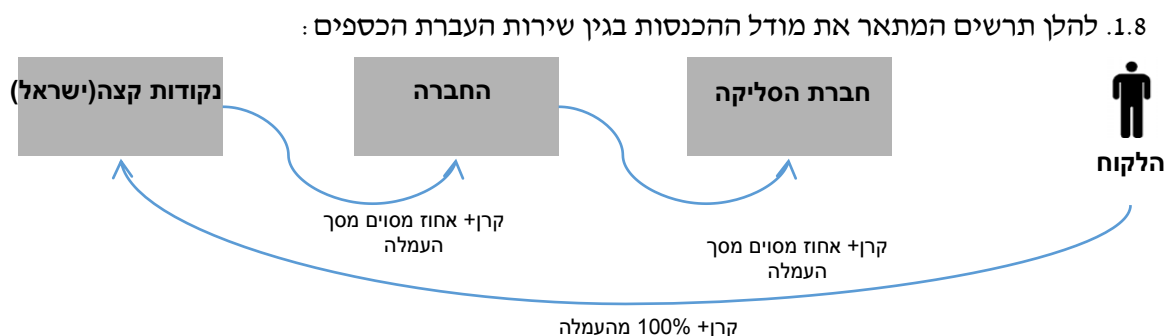 1.8. להלן תרשים המתאר את מודל ההכנסות בגין שירות העברת הכספים:
הלקוח
חברת הסליקה
החברה
נקודות קצה(ישראל)
קרן+ אחוז מסוים מסך
העמלה
קרן+ אחוז מסוים מסך
העמלה
קרן+ 100% מהעמלה